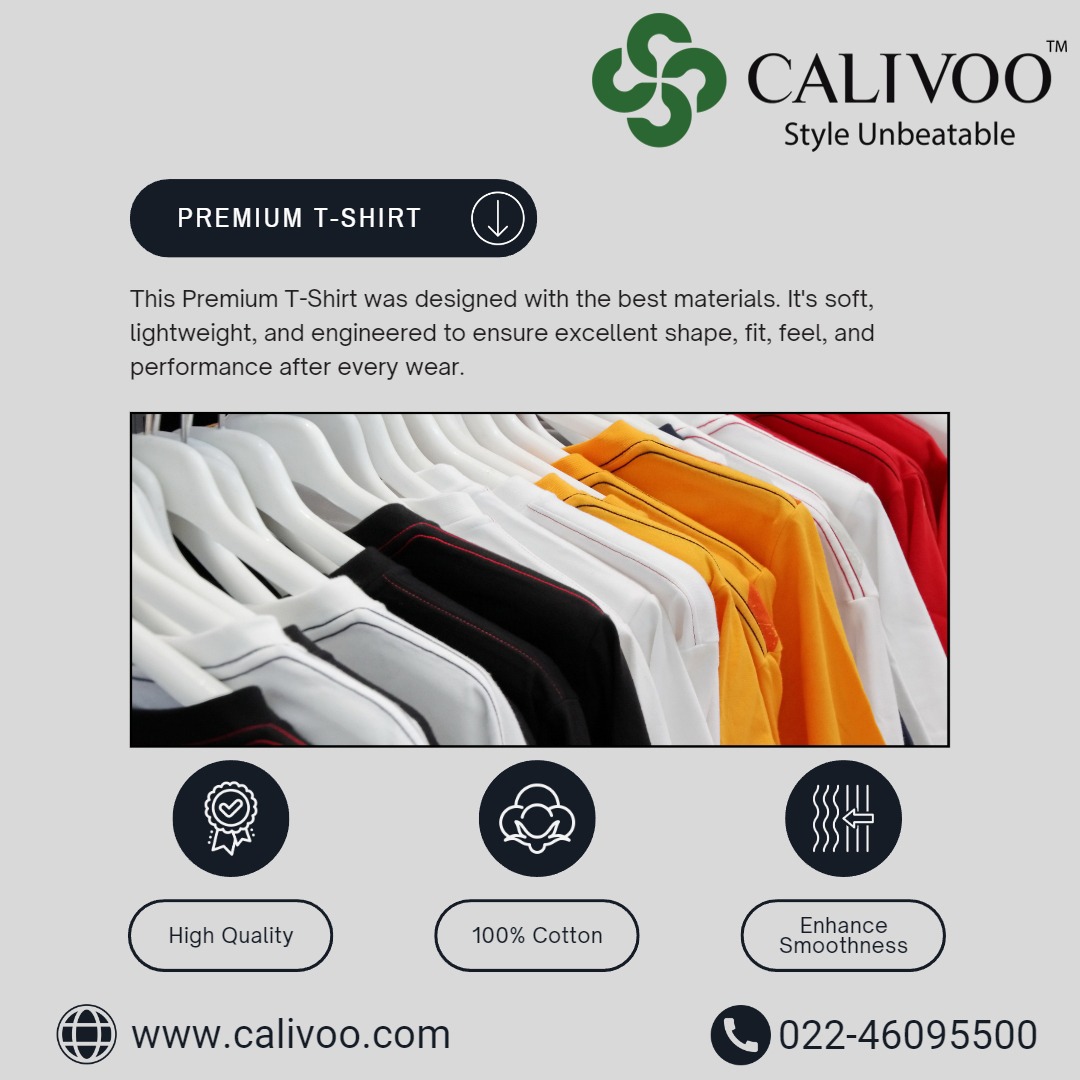 CALIVOO™
Style Unbeatable
PREMIUM T-SHIRT
This Premium T-Shirt was designed with the best materials. It's soft,
lightweight, and engineered to ensure excellent shape, fit, feel, and
performance after every wear.
High Quality
100% Cotton
Enhance
Smoothness
www.calivoo.com
022-46095500